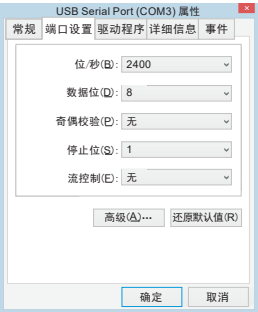 USB Serial Port (COM3) 属性
常规 端口设置 驱动程序 详细信息 事件
位/秒(B): 2400
数据位(D): 8
奇偶校验(P): 无
停止位(S): 1
流控制(F): 无
高级(A)… 还原默认值(R)
确定 取消